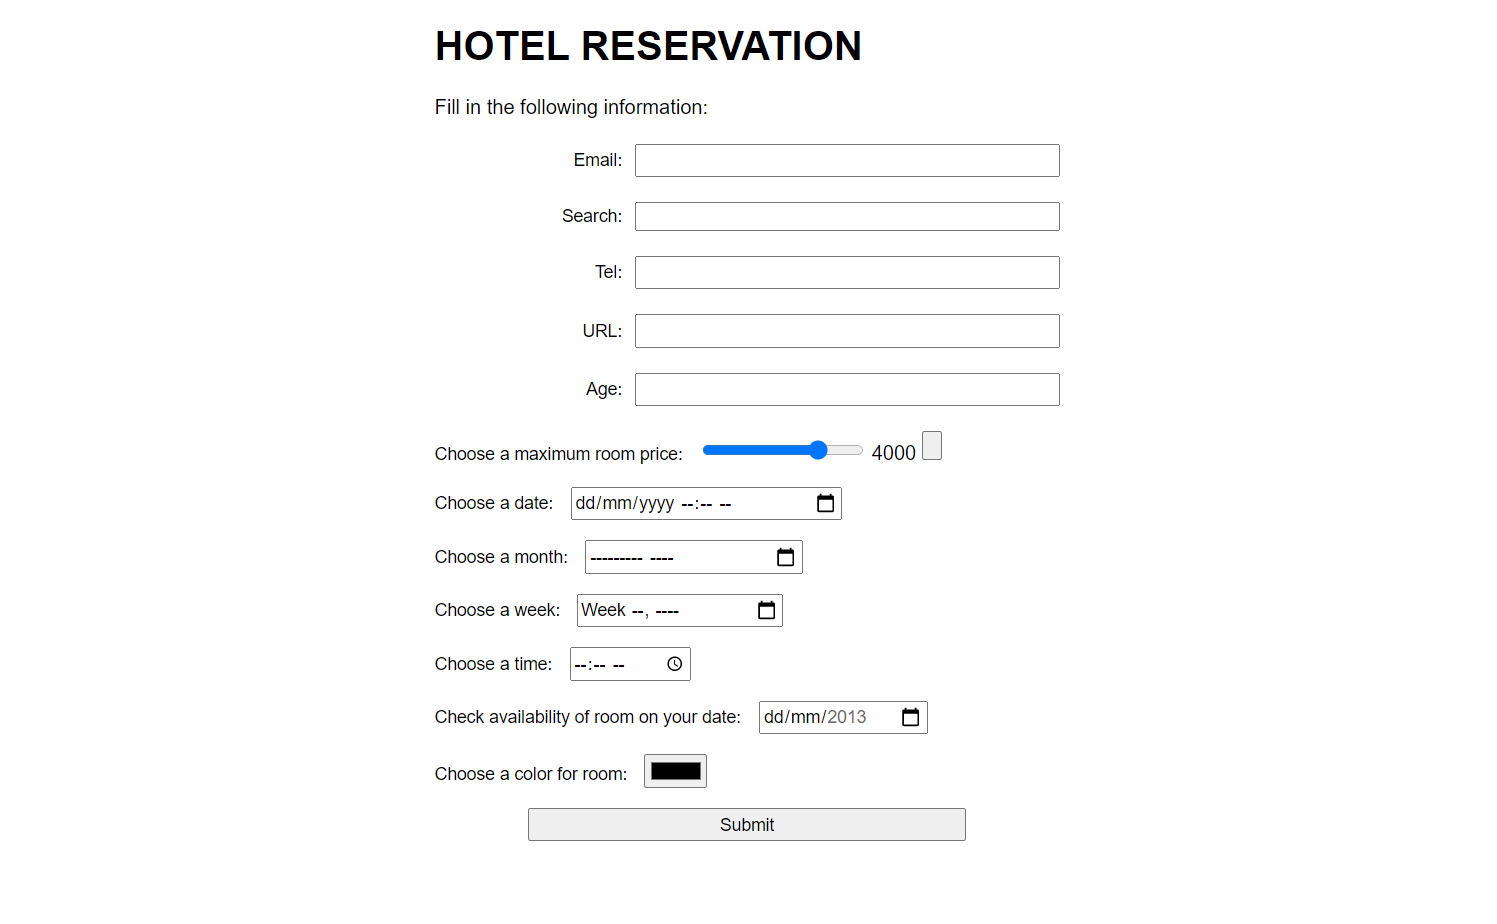 HOTEL RESERVATION
Fill in the following information:
Email:
Search:
Tel:
URL:
Age:
Choose a maximum room price: 4000
Choose a date: dd/mm/yyyy --:-- --
Choose a month: --------- ----
Choose a week: Week --, ----
Choose a time: --:-- --
Check availability of room on your date: dd/mm/2013
Choose a color for room:
Submit